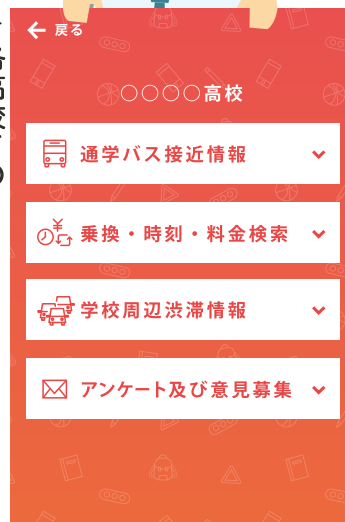 戻る
○○○○高校
通学バス接近情報
乗換・時刻・料金検索
学校周辺渋滞情報
アンケート及び意見募集